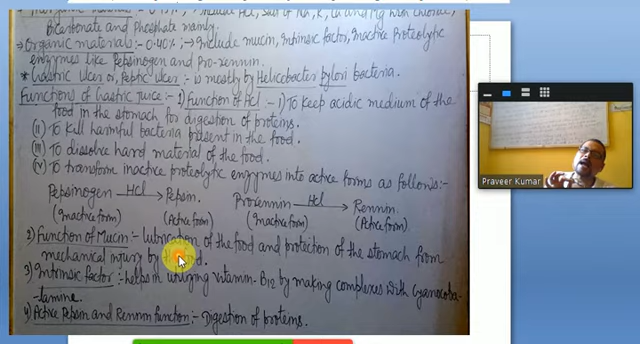 Bicarbonate and Phosphate mainly.
→ Organic materials:- 0.40% :→ Include mucin, Intrinsic factor, Inactive Proteolytic
enzymes like Pepsinogen and Pro-rennin.
* Gastric Ulcer or, Peptic Ulcer :- is mostly by Helicobacter Pylori bacteria.
Functions of Gastric Juice :- 1) Function of Hcl :- 1) To keep acidic medium of the
food in the stomach for digestion of proteins.
(II) To kill harmful bacteria present in the food.
(III) To dissolve hard material of the food.
(IV) To transform inactive proteolytic enzymes into active forms as follows:-
Pepsinogen HCl → Pepsin. Prorennin HCl → Rennin.
(Inactive form) (Active form) (Inactive form) (Active form)
2) Function of Mucin :- Lubrication of the food and protection of the stomach from
mechanical injury by
3) Intrinsic factor :- helps in vitamin-B12 by making complexes with Cyanocoba
-lamine.
4) Active Pepsin and Rennin function :- Digestion of proteins.
Praveer Kumar